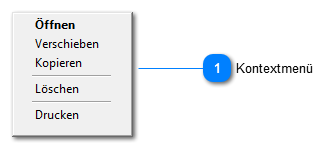 Öffnen
Verschieben
Kopieren
Löschen
Drucken
1 Kontextmenü